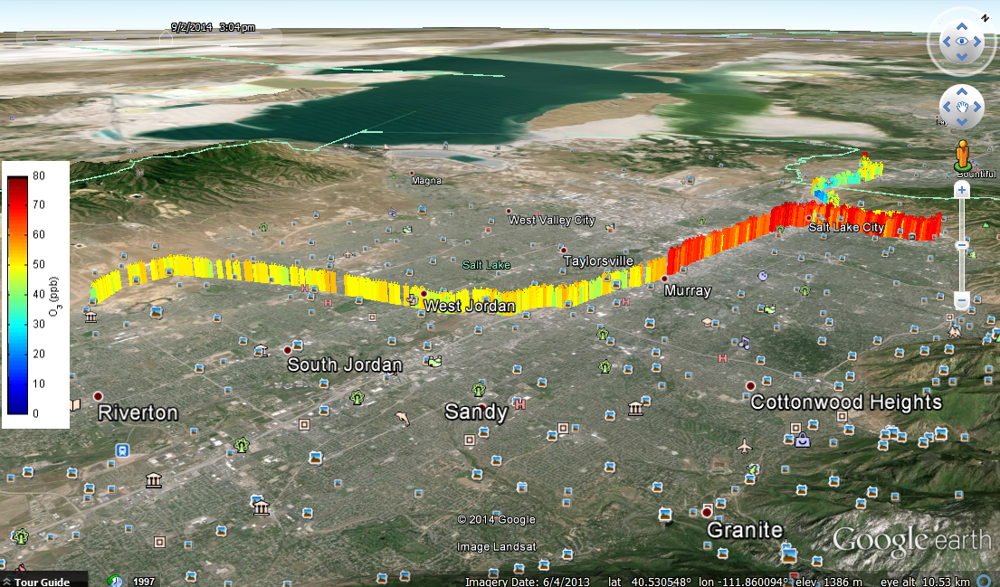 9/2/2014 3:04 pm
N
Bountiful
Magna
80
70
60
50
40
30
20
10
0
O3 (ppb)
West Valley City
Salt Lake City
Taylorsville
Salt Lake
Murray
West Jordan
South Jordan
Riverton
Sandy
Cottonwood Heights
Granite
© 2014 Google
Image Landsat
Google earth
Tour Guide
1997
Imagery Date: 6/4/2013 lat 40.530548° lon -111.860094° elev 1386 m eye alt 10.53 km